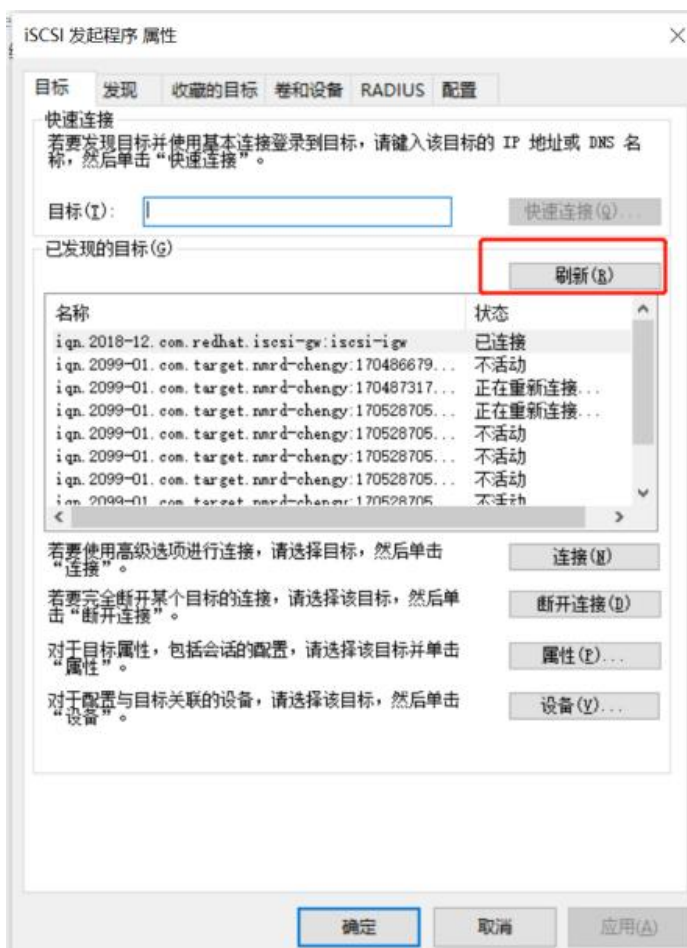 iSCSI 发起程序 属性
目标 发现 收藏的目标 卷和设备 RADIUS 配置
快速连接
若要发现目标并使用基本连接登录到目标，请键入该目标的 IP 地址或 DNS 名
称，然后单击“快速连接”。
目标(T): 快速连接(Q)...
已发现的目标(G)
刷新(R)
名称 状态
iqn.2018-12.com.redhat.iscsi-gw:iscsi-igw 已连接
iqn.2099-01.com.target.nmrd-chengy:170486679... 不活动
iqn.2099-01.com.target.nmrd-chengy:170487317... 正在重新连接...
iqn.2099-01.com.target.nmrd-chengy:170528705... 正在重新连接...
iqn.2099-01.com.target.nmrd-chengy:170528705... 不活动
iqn.2099-01.com.target.nmrd-chengy:170528705... 不活动
iqn.2099-01.com.target.nmrd-chengy:170528705... 不活动
iqn.2099-01.com.target.nmrd-chengy:170528705 不活动
若要使用高级选项进行连接，请选择目标，然后单击
“连接”。
连接(N)
若要完全断开某个目标的连接，请选择该目标，然后单
击“断开连接”。
断开连接(D)
对于目标属性，包括会话的配置，请选择该目标并单击
“属性”。
属性(P)...
对于配置与目标关联的设备，请选择该目标，然后单击
“设备”。
设备(V)...
确定 取消 应用(A)